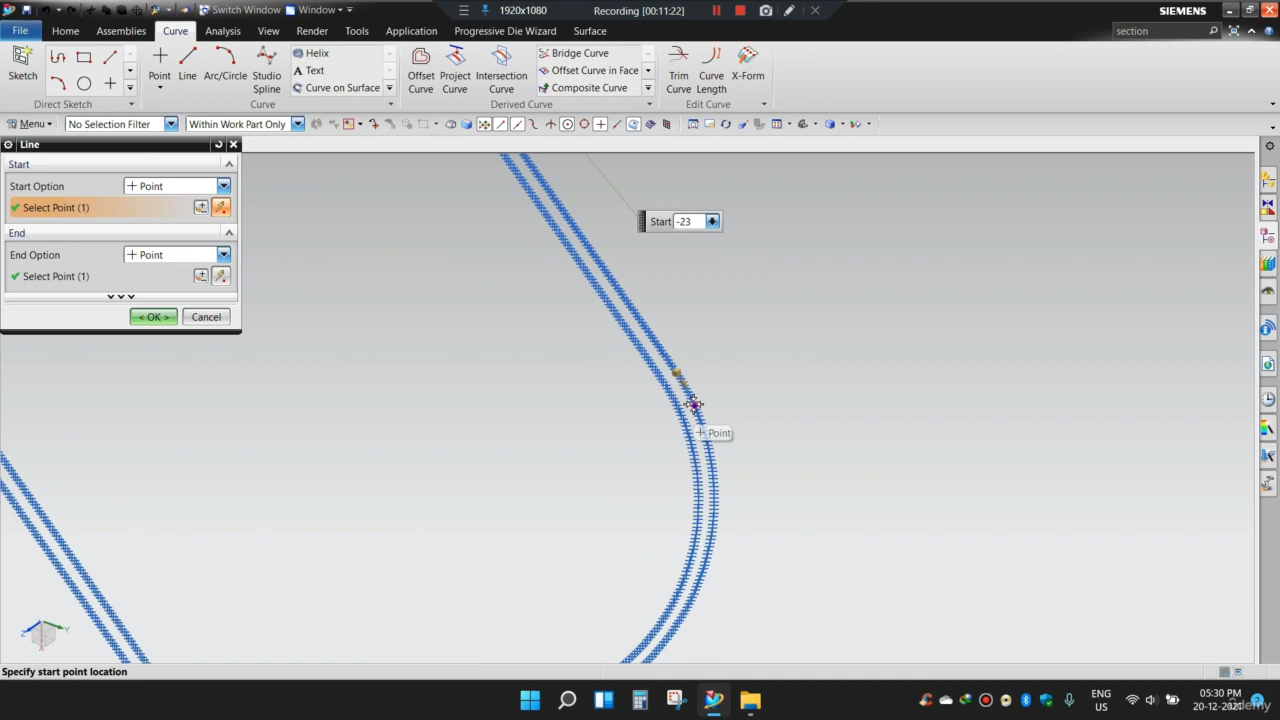 Switch Window Window 1920x1080 Recording [00:11:22] SIEMENS
File Home Assemblies Curve Analysis View Render Tools Application Progressive Die Wizard Surface section
Sketch Point Line Arc/Circle Studio Spline Helix Text Curve on Surface Offset Curve Project Curve Intersection Curve Bridge Curve Offset Curve in Face Composite Curve Trim Curve Curve Length X-Form
Direct Sketch Curve Derived Curve Edit Curve
Menu No Selection Filter Within Work Part Only
Line
Start
Start Option Point
Select Point (1)
End
End Option Point
Select Point (1)
< OK > Cancel
Start -23
Point
Z Y X
Specify start point location
ENG US 05:30 PM 20-12-2021 2
Udemy